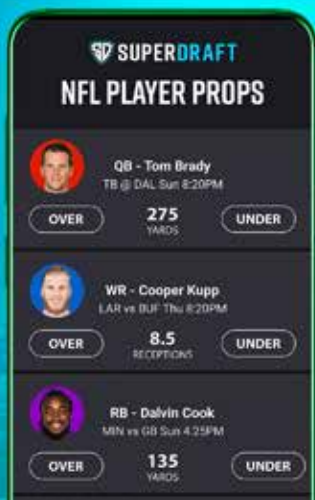 SD SUPERDRAFT
NFL PLAYER PROPS
QB - Tom Brady
TB @ DAL Sun 8:20PM
OVER 275 UNDER
YARDS
WR - Cooper Kupp
LAR vs BUF Thu 8:20PM
OVER 8.5 UNDER
RECEPTIONS
RB - Dalvin Cook
MIN vs GB Sun 4:25PM
OVER 135 UNDER
YARDS